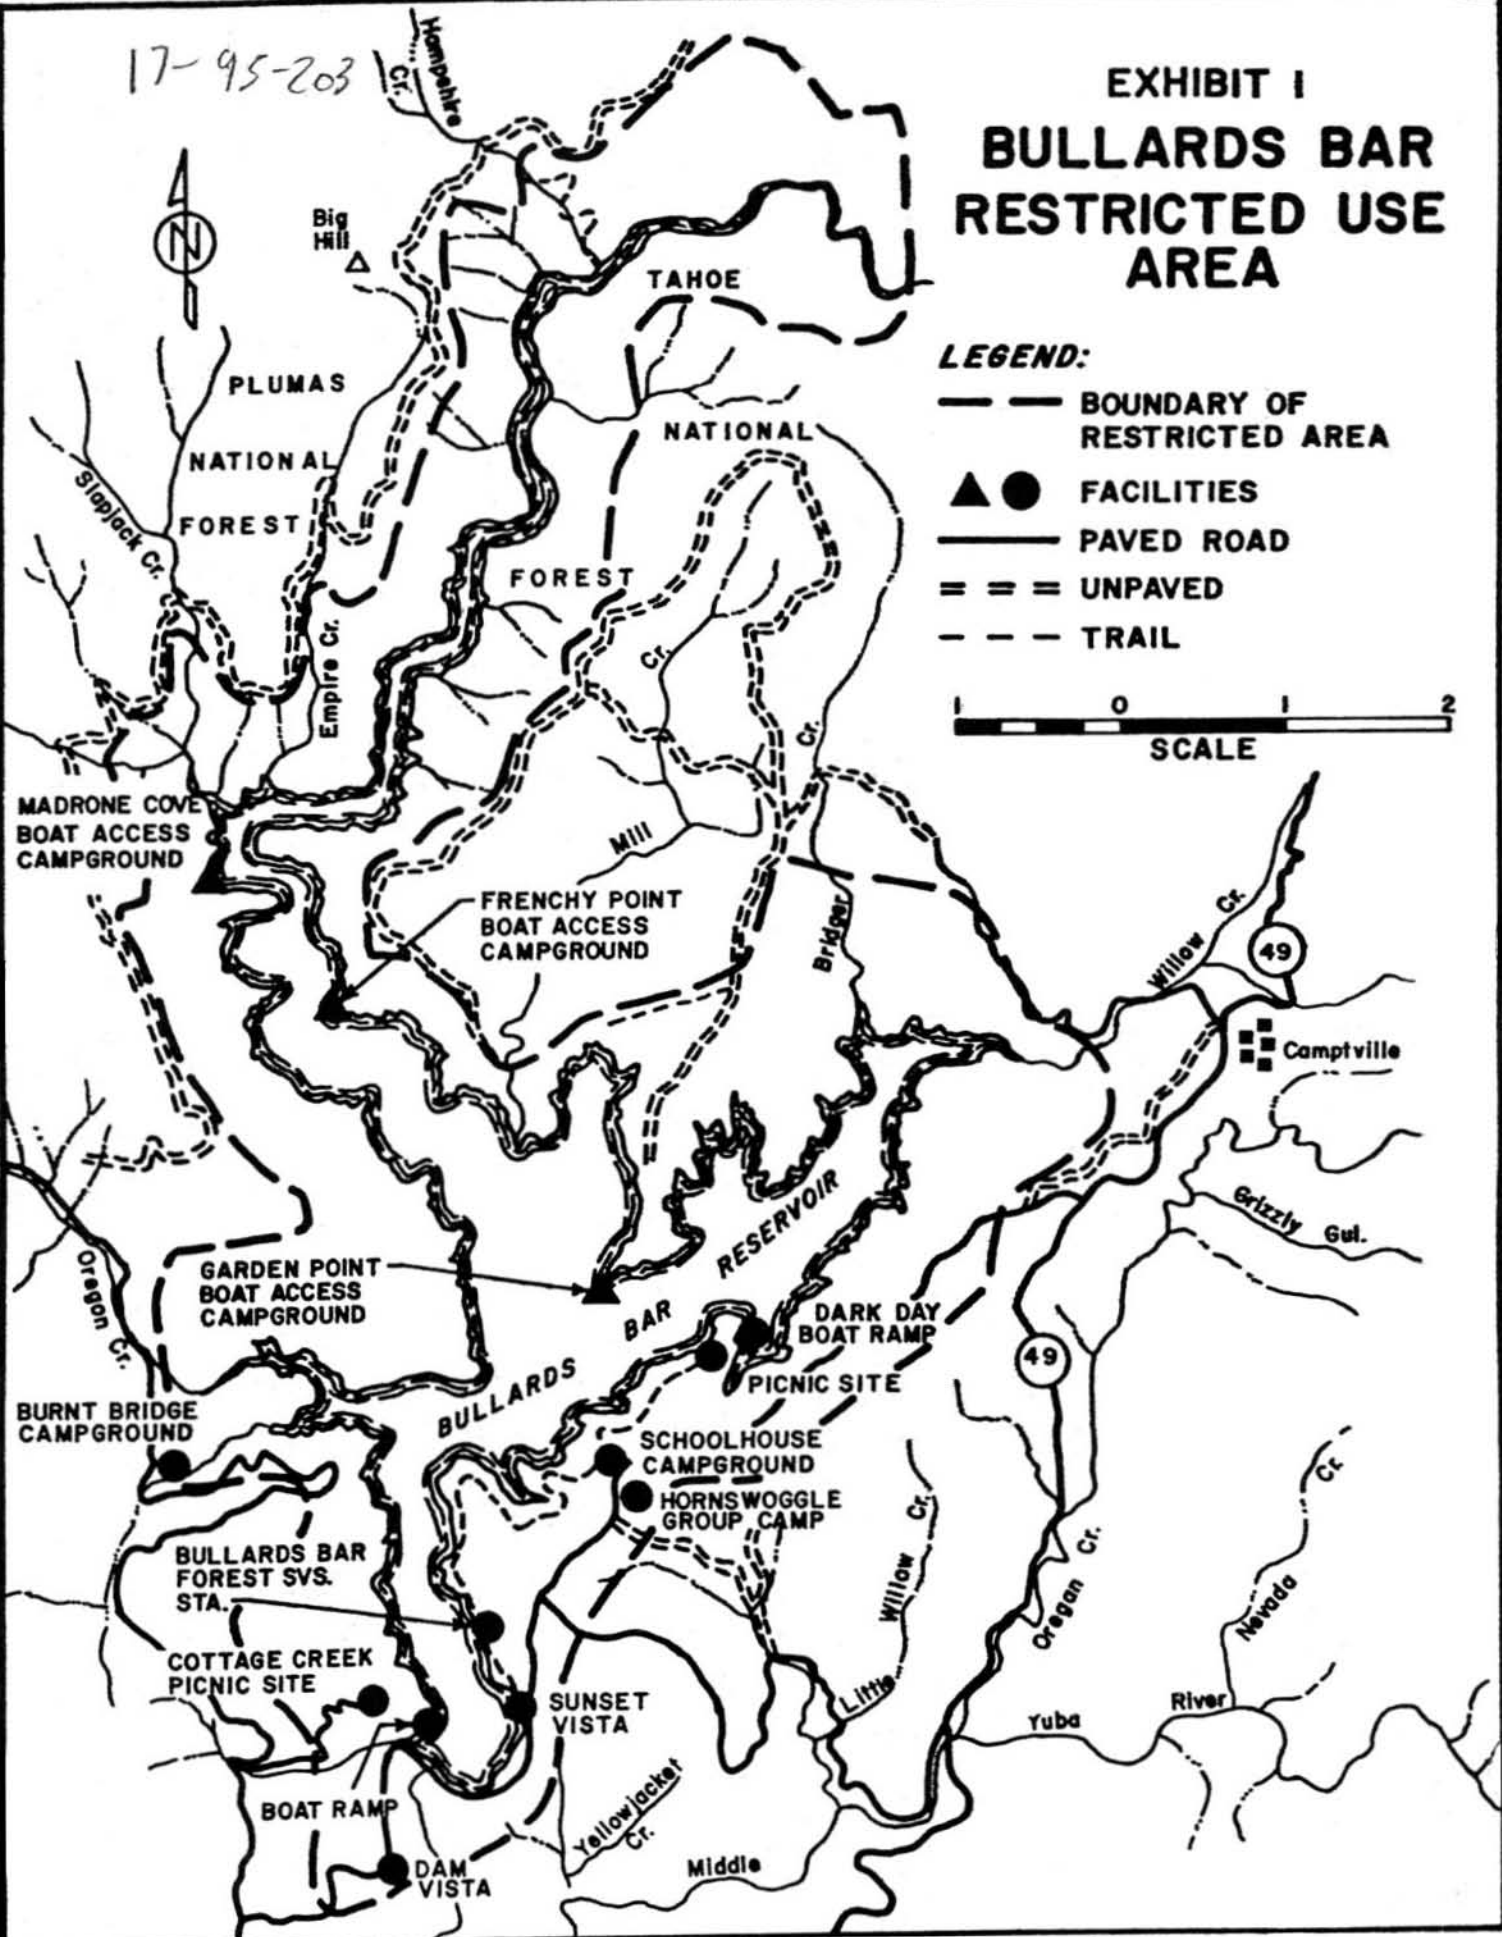 17-95-203
EXHIBIT I
BULLARDS BAR
RESTRICTED USE
AREA
LEGEND:
BOUNDARY OF
RESTRICTED AREA
FACILITIES
PAVED ROAD
UNPAVED
TRAIL
1 0 1 2
SCALE
N
Hampshire
Cr.
Big
Hill
TAHOE
NATIONAL
FOREST
PLUMAS
NATIONAL
FOREST
Slapjack Cr.
Empire Cr.
Cr.
Mill
Cr.
Bridger
MADRONE COVE
BOAT ACCESS
CAMPGROUND
FRENCHY POINT
BOAT ACCESS
CAMPGROUND
Willow Cr.
49
Camptville
Grizzly Gul.
GARDEN POINT
BOAT ACCESS
CAMPGROUND
Oregon Cr.
BULLARDS BAR RESERVOIR
DARK DAY
BOAT RAMP
PICNIC SITE
49
BURNT BRIDGE
CAMPGROUND
SCHOOLHOUSE
CAMPGROUND
HORNSWOGGLE
GROUP CAMP
BULLARDS BAR
FOREST SVS.
STA.
COTTAGE CREEK
PICNIC SITE
SUNSET
VISTA
BOAT RAMP
DAM
VISTA
Yellowjacket
Cr.
Little Willow Cr.
Oregan Cr.
Nevada Cr.
Middle
Yuba
River